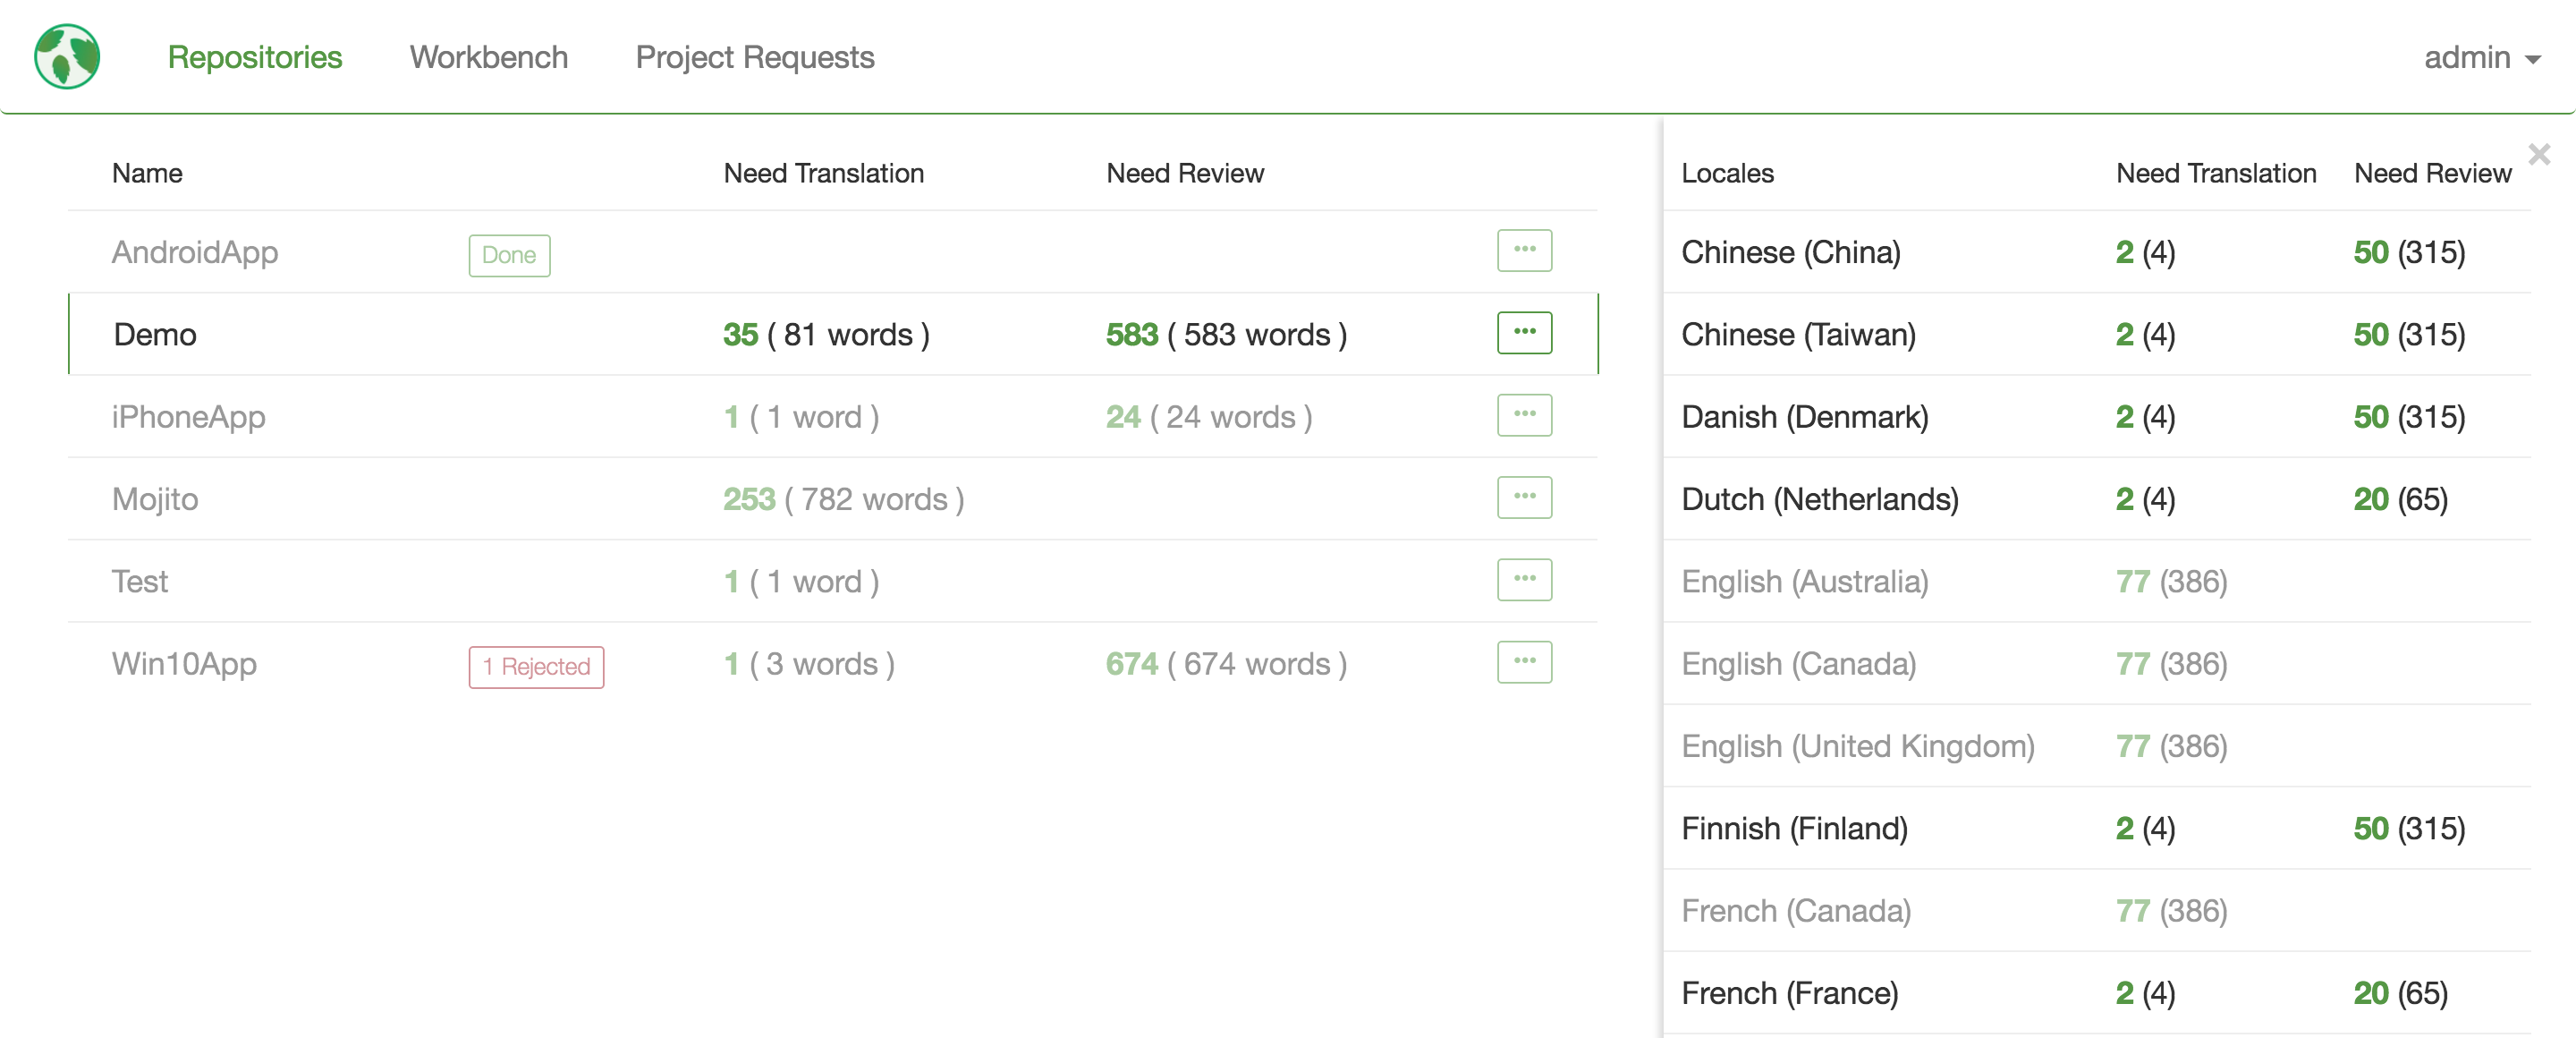 Repositories Workbench Project Requests admin
Name Need Translation Need Review
AndroidApp Done ...
Demo 35 ( 81 words ) 583 ( 583 words ) ...
iPhoneApp 1 ( 1 word ) 24 ( 24 words ) ...
Mojito 253 ( 782 words ) ...
Test 1 ( 1 word ) ...
Win10App 1 Rejected 1 ( 3 words ) 674 ( 674 words ) ...
Locales Need Translation Need Review ×
Chinese (China) 2 (4) 50 (315)
Chinese (Taiwan) 2 (4) 50 (315)
Danish (Denmark) 2 (4) 50 (315)
Dutch (Netherlands) 2 (4) 20 (65)
English (Australia) 77 (386)
English (Canada) 77 (386)
English (United Kingdom) 77 (386)
Finnish (Finland) 2 (4) 50 (315)
French (Canada) 77 (386)
French (France) 2 (4) 20 (65)